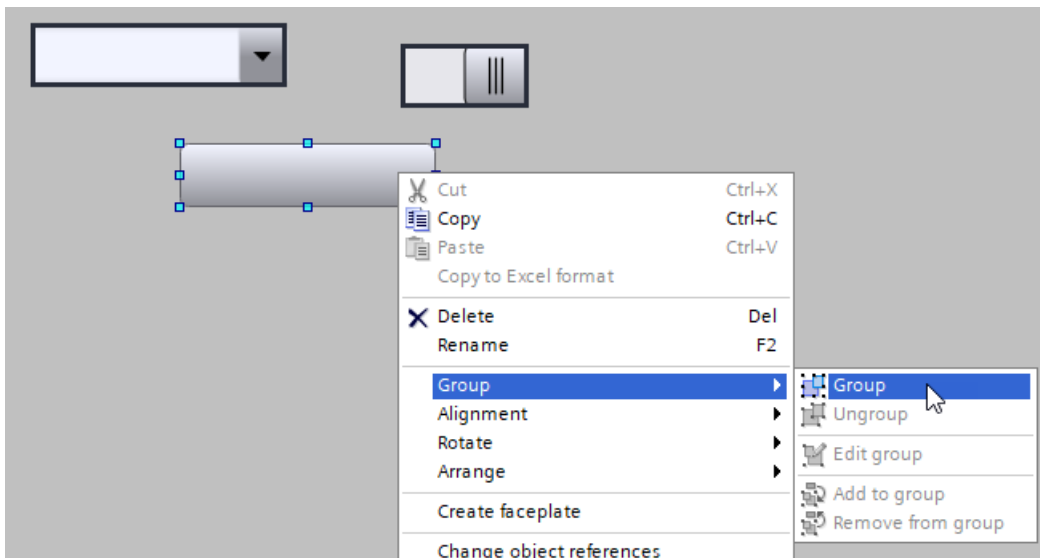 Cut Ctrl+X
Copy Ctrl+C
Paste Ctrl+V
Copy to Excel format
Delete Del
Rename F2
Group
Alignment
Rotate
Arrange
Create faceplate
Change object references
Group
Ungroup
Edit group
Add to group
Remove from group